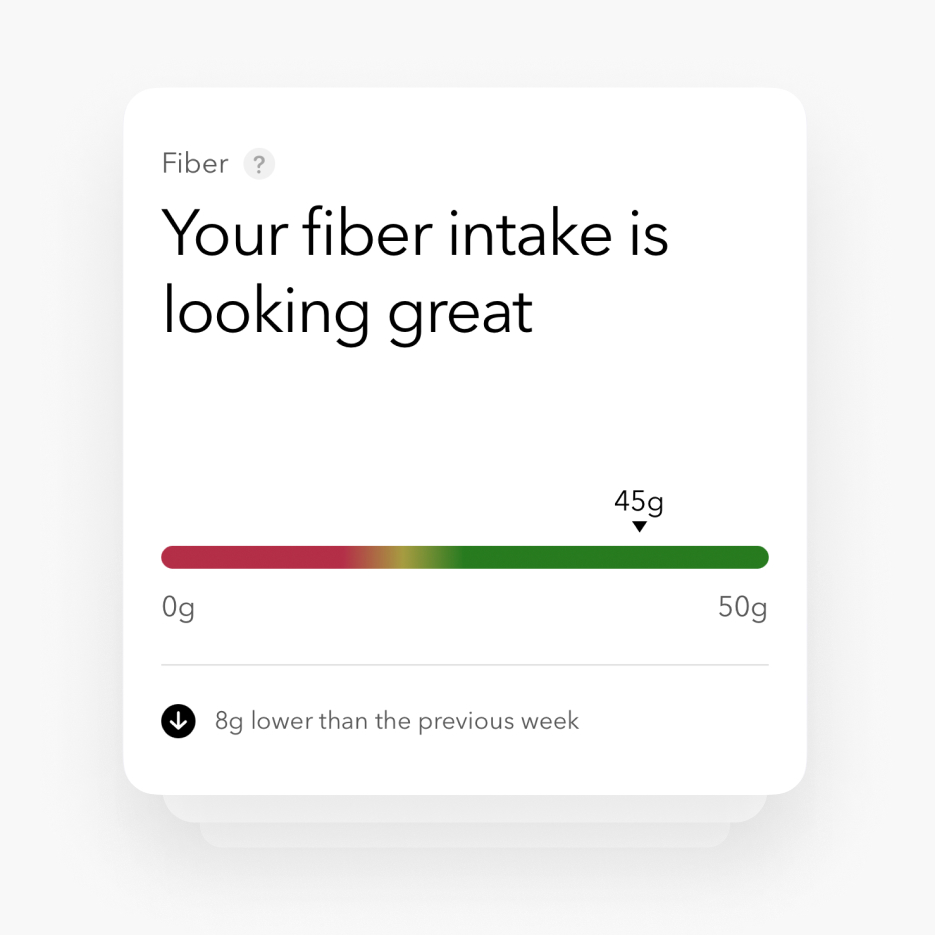 Fiber ?
Your fiber intake is
looking great
45g
0g 50g
8g lower than the previous week